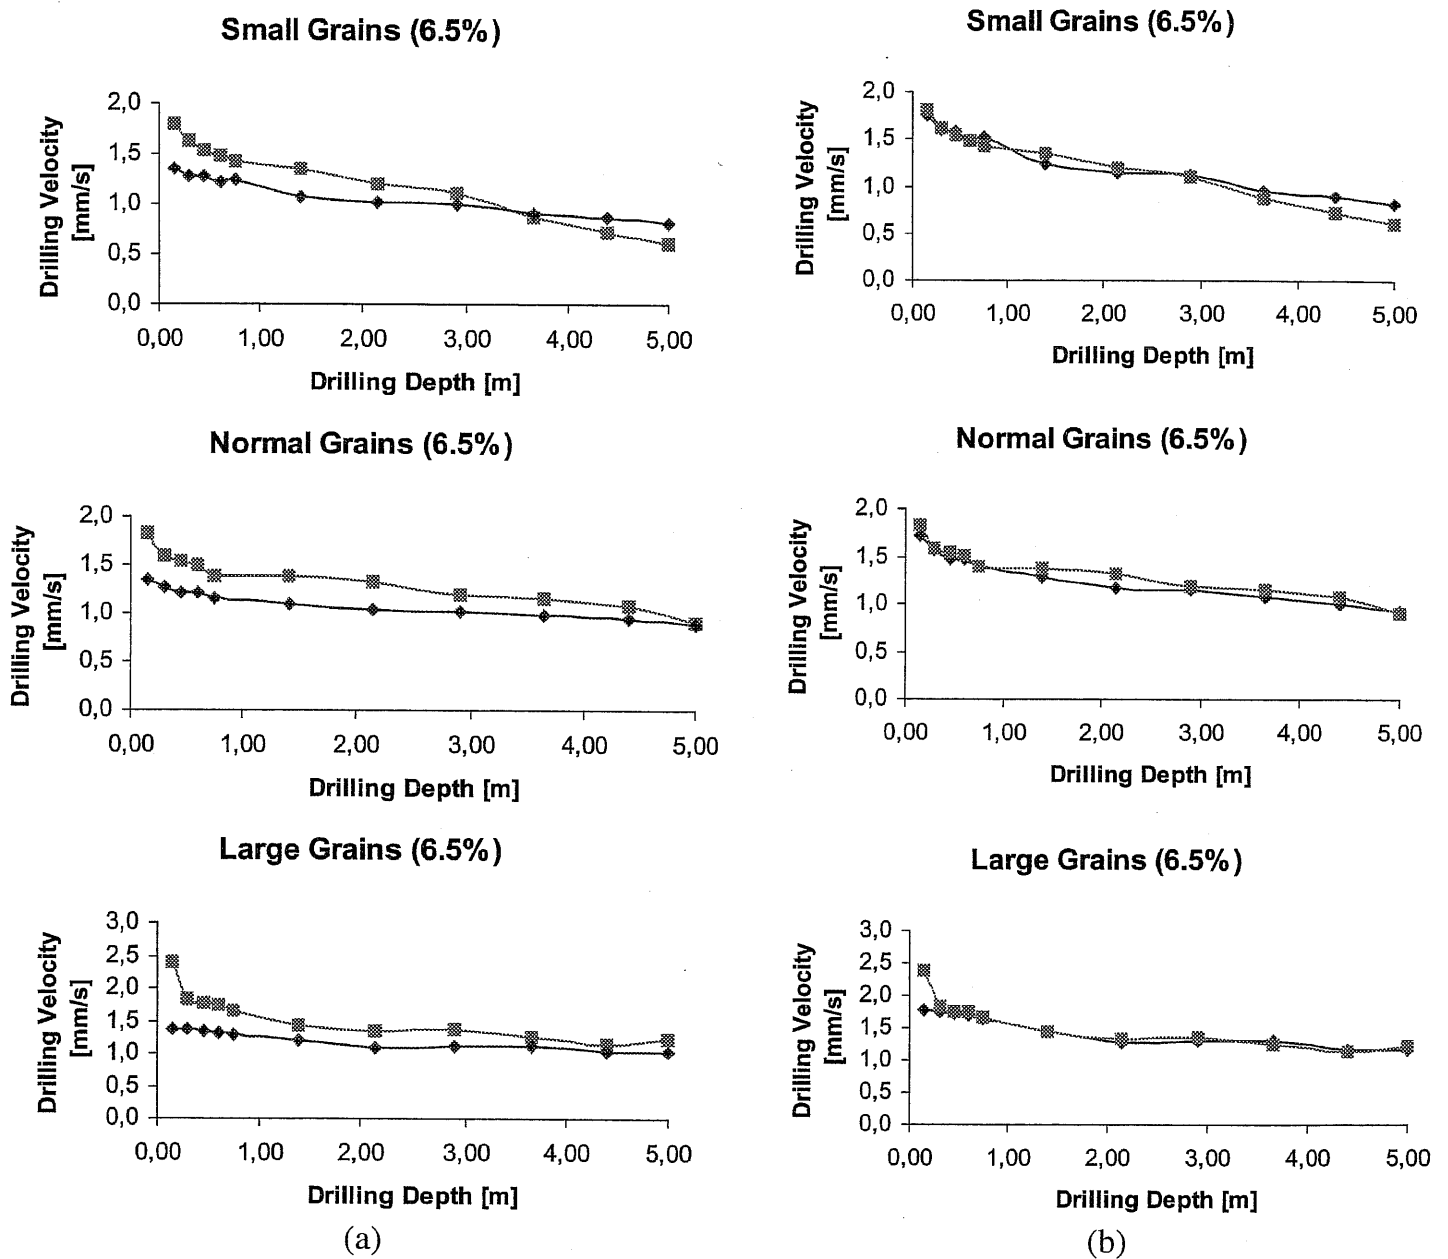 Small Grains (6.5%)
Drilling Velocity
[mm/s]
2,0
1,5
1,0
0,5
0,0
0,00 1,00 2,00 3,00 4,00 5,00
Drilling Depth [m]
Normal Grains (6.5%)
Drilling Velocity
[mm/s]
2,0
1,5
1,0
0,5
0,0
0,00 1,00 2,00 3,00 4,00 5,00
Drilling Depth [m]
Large Grains (6.5%)
Drilling Velocity
[mm/s]
3,0
2,5
2,0
1,5
1,0
0,5
0,0
0,00 1,00 2,00 3,00 4,00 5,00
Drilling Depth [m]
(a)
Small Grains (6.5%)
Drilling Velocity
[mm/s]
2,0
1,5
1,0
0,5
0,0
0,00 1,00 2,00 3,00 4,00 5,00
Drilling Depth [m]
Normal Grains (6.5%)
Drilling Velocity
[mm/s]
2,0
1,5
1,0
0,5
0,0
0,00 1,00 2,00 3,00 4,00 5,00
Drilling Depth [m]
Large Grains (6.5%)
Drilling Velocity
[mm/s]
3,0
2,5
2,0
1,5
1,0
0,5
0,0
0,00 1,00 2,00 3,00 4,00 5,00
Drilling Depth [m]
(b)